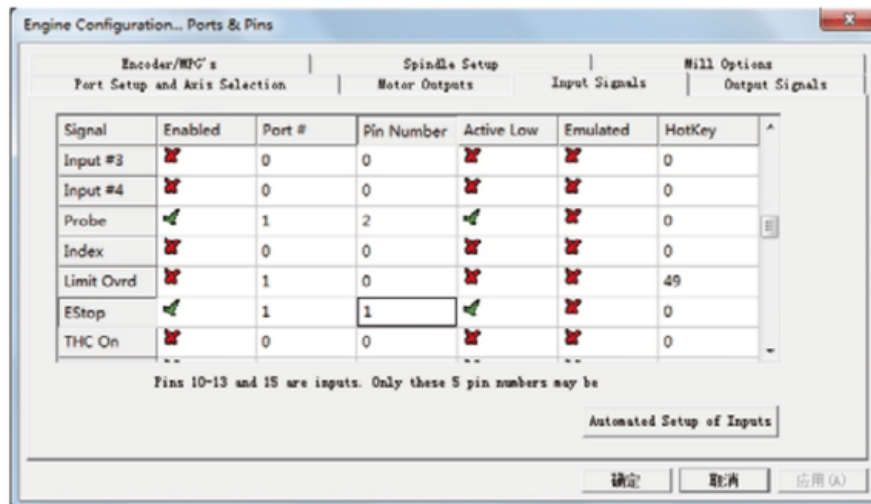 Engine Configuration... Ports & Pins
Encoder/MPG's Spindle Setup Mill Options
Port Setup and Axis Selection Motor Outputs Input Signals Output Signals
Signal Enabled Port # Pin Number Active Low Emulated HotKey
Input #3 0 0 0
Input #4 0 0 0
Probe 1 2 0
Index 0 0 0
Limit Ovrd 1 0 49
EStop 1 1 0
THC On 0 0 0
Pins 10-13 and 15 are inputs. Only these 5 pin numbers may be
Automated Setup of Inputs
确定 取消 应用(A)